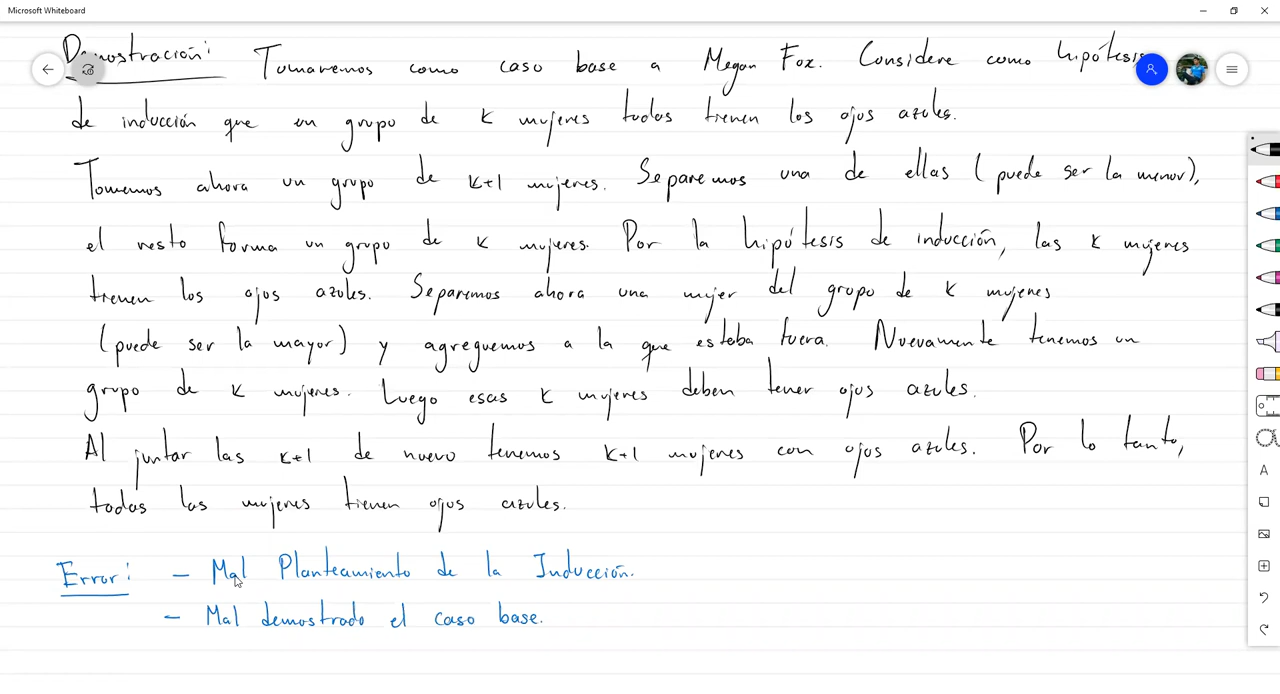 Microsoft Whiteboard
Demostración: Tomaremos como caso base a Megan Fox. Considere como hipótesis
de inducción que en grupo de K mujeres todas tienen los ojos azules.
Tomemos ahora un grupo de K+1 mujeres. Separemos una de ellas (puede ser la menor),
el resto forma un grupo de K mujeres. Por la hipótesis de inducción, las K mujeres
tienen los ojos azules. Separemos ahora una mujer del grupo de K mujeres
(puede ser la mayor) y agreguemos a la que estaba fuera. Nuevamente tenemos un
grupo de K mujeres. Luego esas K mujeres deben tener ojos azules.
Al juntar las K+1 de nuevo tenemos K+1 mujeres con ojos azules. Por lo tanto,
todas las mujeres tienen ojos azules.
Error: - Mal Planteamiento de la Inducción.
- Mal demostrado el caso base.